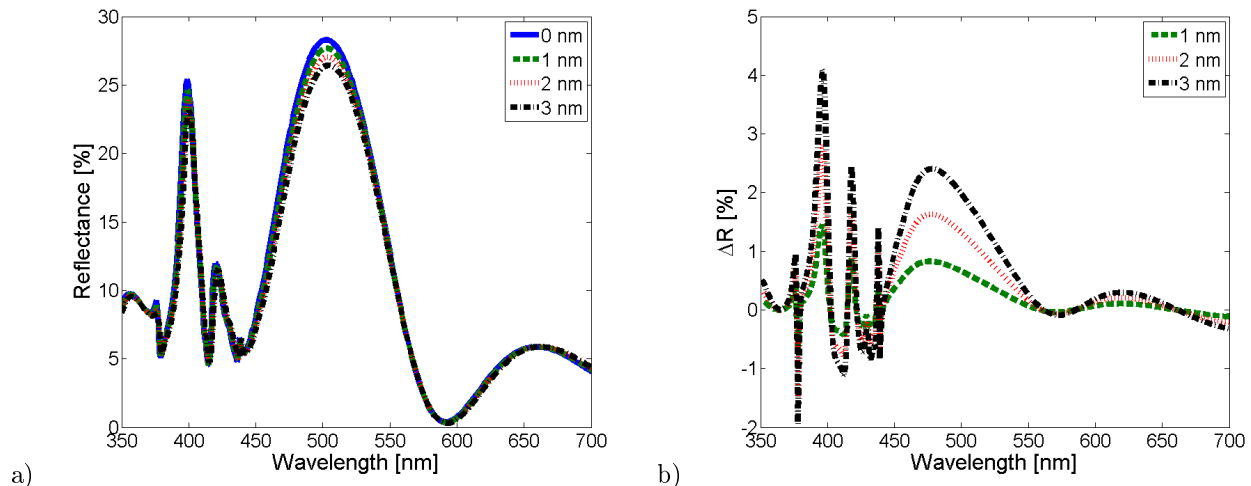 30
25
20
15
10
5
0
350 400 450 500 550 600 650 700
Reflectance [%]
Wavelength [nm]
0 nm
1 nm
2 nm
3 nm
a)
5
4
3
2
1
0
-1
-2
350 400 450 500 550 600 650 700
ΔR [%]
Wavelength [nm]
1 nm
2 nm
3 nm
b)